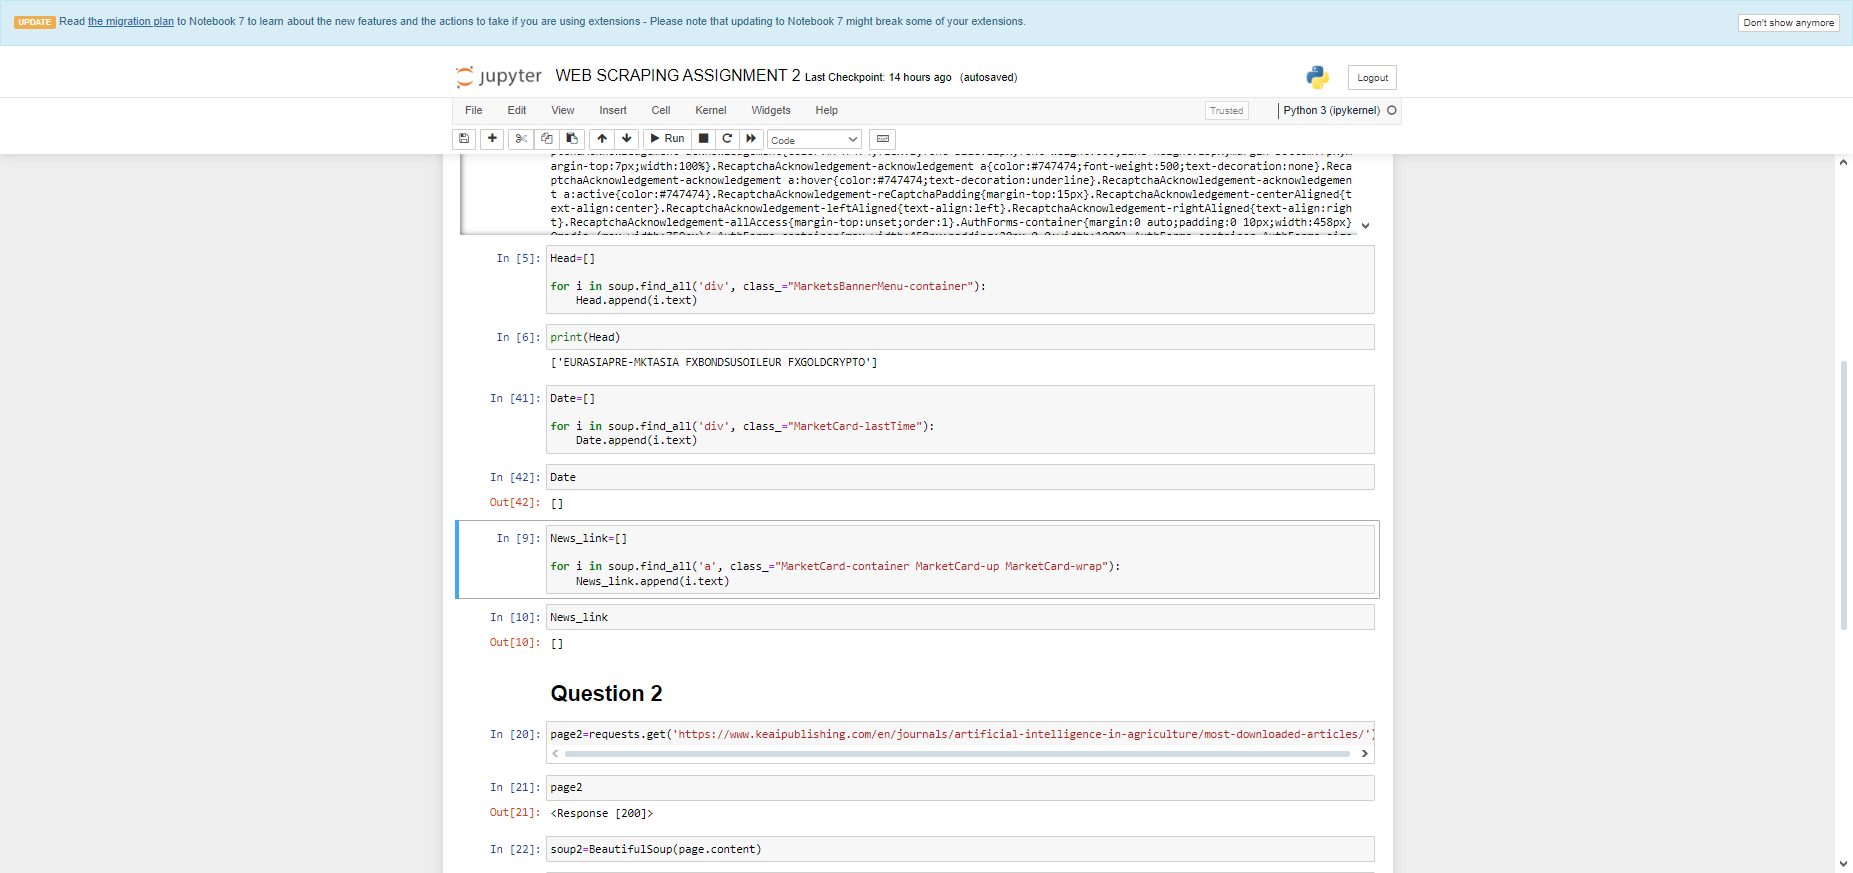 UPDATE Read the migration plan to Notebook 7 to learn about the new features and the actions to take if you are using extensions - Please note that updating to Notebook 7 might break some of your extensions.
Don't show anymore
jupyter WEB SCRAPING ASSIGNMENT 2 Last Checkpoint: 14 hours ago (autosaved)
Logout
File Edit View Insert Cell Kernel Widgets Help
Trusted
Python 3 (ipykernel)
Run
Code
argin-top:7px;width:100%}.RecaptchaAcknowledgement-acknowledgement a{color:#747474;font-weight:500;text-decoration:none}.Reca
ptchaAcknowledgement-acknowledgement a:hover{color:#747474;text-decoration:underline}.RecaptchaAcknowledgement-acknowledgemen
t a:active{color:#747474}.RecaptchaAcknowledgement-reCaptchaPadding{margin-top:15px}.RecaptchaAcknowledgement-centerAligned{t
ext-align:center}.RecaptchaAcknowledgement-leftAligned{text-align:left}.RecaptchaAcknowledgement-rightAligned{text-align:righ
t}.RecaptchaAcknowledgement-allAccess{margin-top:unset;order:1}.AuthForms-container{margin:0 auto;padding:0 10px;width:458px}
In [5]: Head=[]
for i in soup.find_all('div', class_="MarketsBannerMenu-container"):
Head.append(i.text)
In [6]: print(Head)
['EURASIAPRE-MKTASIA FXBONDSUSOILEUR FXGOLDCRYPTO']
In [41]: Date=[]
for i in soup.find_all('div', class_="MarketCard-lastTime"):
Date.append(i.text)
In [42]: Date
Out[42]: []
In [9]: News_link=[]
for i in soup.find_all('a', class_="MarketCard-container MarketCard-up MarketCard-wrap"):
News_link.append(i.text)
In [10]: News_link
Out[10]: []
Question 2
In [20]: page2=requests.get('https://www.keaipublishing.com/en/journals/artificial-intelligence-in-agriculture/most-downloaded-articles/')
In [21]: page2
Out[21]: <Response [200]>
In [22]: soup2=BeautifulSoup(page.content)